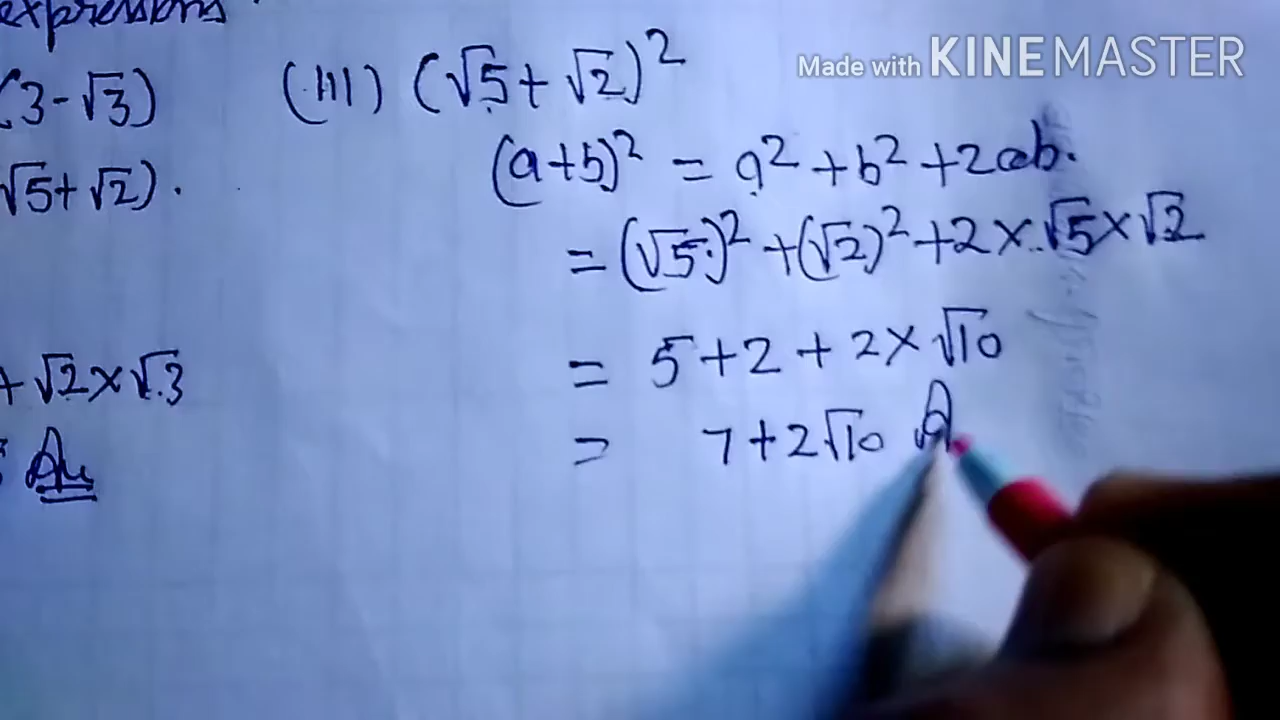 expressions
(3-√3)
√5+√2).
+ √2×√3
Au
(III) (√5+√2)²
(a+b)² = a²+b²+2ab.
= (√5)²+(√2)²+2×√5×√2
= 5+2+2×√10
= 7+2√10 A
Made with KINEMASTER